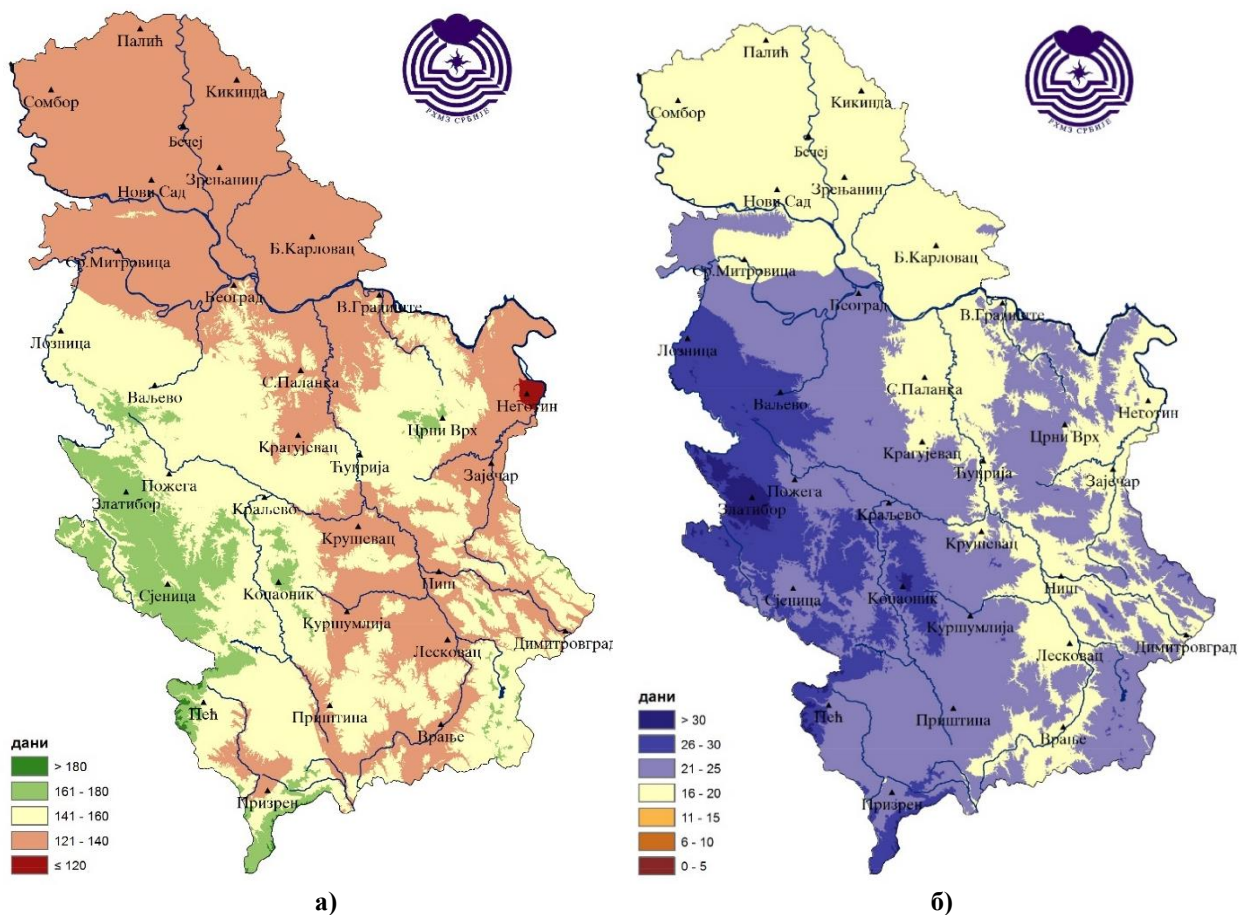 Палић
Кикинда
Сомбор
Бечеј
Зрењанин
Нови Сад
Б.Карловац
Ср.Митровица
Београд
В.Градиште
Лозница
С.Паланка
Ваљево
Неготин
Црни Врх
Крагујевац
Ћуприја
Зајечар
Пожега
Златибор
Краљево
Крушевац
Ниш
Сјеница
Копаоник
Куршумлија
Димитровград
Лесковац
Пећ
Приштина
Врање
Призрен
РХМЗ СРБИЈЕ
дани
> 180
161 - 180
141 - 160
121 - 140
≤ 120
а)
Палић
Кикинда
Сомбор
Бечеј
Зрењанин
Нови Сад
Б.Карловац
Ср.Митровица
Београд
В.Градиште
Лозница
С.Паланка
Ваљево
Неготин
Црни Врх
Крагујевац
Ћуприја
Зајечар
Пожега
Златибор
Краљево
Крушевац
Ниш
Сјеница
Копаоник
Куршумлија
Димитровград
Лесковац
Пећ
Приштина
Врање
Призрен
РХМЗ СРБИЈЕ
дани
> 30
26 - 30
21 - 25
16 - 20
11 - 15
6 - 10
0 - 5
б)